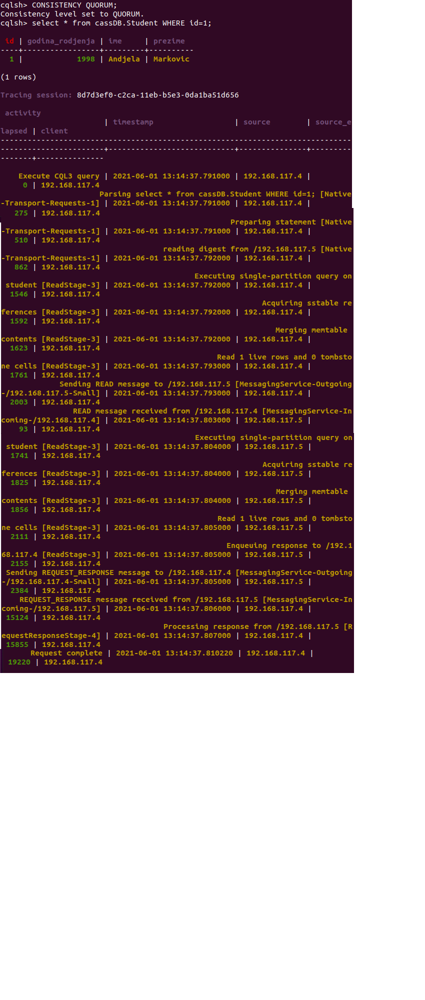 cqlsh> CONSISTENCY QUORUM;
Consistency level set to QUORUM.
cqlsh> select * from cassDB.Student WHERE id=1;
id | godina_rodjenja | ime | prezime
----+-----------------+---------+----------
1 | 1998 | Andjela | Markovic
(1 rows)
Tracing session: 8d7d3ef0-c2ca-11eb-b5e3-0da1ba51d656
activity
| timestamp | source | source_e
lapsed | client
------------------------------------------------------------------------------
-----------------------+----------------------------+---------------+---------
-------+---------------
Execute CQL3 query | 2021-06-01 13:14:37.791000 | 192.168.117.4 |
0 | 192.168.117.4
Parsing select * from cassDB.Student WHERE id=1; [Native
-Transport-Requests-1] | 2021-06-01 13:14:37.791000 | 192.168.117.4 |
275 | 192.168.117.4
Preparing statement [Native
-Transport-Requests-1] | 2021-06-01 13:14:37.791000 | 192.168.117.4 |
510 | 192.168.117.4
reading digest from /192.168.117.5 [Native
-Transport-Requests-1] | 2021-06-01 13:14:37.792000 | 192.168.117.4 |
862 | 192.168.117.4
Executing single-partition query on
student [ReadStage-3] | 2021-06-01 13:14:37.792000 | 192.168.117.4 |
1546 | 192.168.117.4
Acquiring sstable re
ferences [ReadStage-3] | 2021-06-01 13:14:37.792000 | 192.168.117.4 |
1592 | 192.168.117.4
Merging memtable
contents [ReadStage-3] | 2021-06-01 13:14:37.792000 | 192.168.117.4 |
1623 | 192.168.117.4
Read 1 live rows and 0 tombsto
ne cells [ReadStage-3] | 2021-06-01 13:14:37.793000 | 192.168.117.4 |
1761 | 192.168.117.4
Sending READ message to /192.168.117.5 [MessagingService-Outgoing
-/192.168.117.5-Small] | 2021-06-01 13:14:37.793000 | 192.168.117.4 |
2003 | 192.168.117.4
READ message received from /192.168.117.4 [MessagingService-In
coming-/192.168.117.4] | 2021-06-01 13:14:37.803000 | 192.168.117.5 |
93 | 192.168.117.4
Executing single-partition query on
student [ReadStage-3] | 2021-06-01 13:14:37.804000 | 192.168.117.5 |
1741 | 192.168.117.4
Acquiring sstable re
ferences [ReadStage-3] | 2021-06-01 13:14:37.804000 | 192.168.117.5 |
1825 | 192.168.117.4
Merging memtable
contents [ReadStage-3] | 2021-06-01 13:14:37.804000 | 192.168.117.5 |
1856 | 192.168.117.4
Read 1 live rows and 0 tombsto
ne cells [ReadStage-3] | 2021-06-01 13:14:37.805000 | 192.168.117.5 |
2111 | 192.168.117.4
Enqueuing response to /192.1
68.117.4 [ReadStage-3] | 2021-06-01 13:14:37.805000 | 192.168.117.5 |
2155 | 192.168.117.4
Sending REQUEST_RESPONSE message to /192.168.117.4 [MessagingService-Outgoing
-/192.168.117.4-Small] | 2021-06-01 13:14:37.805000 | 192.168.117.5 |
2384 | 192.168.117.4
REQUEST_RESPONSE message received from /192.168.117.5 [MessagingService-In
coming-/192.168.117.5] | 2021-06-01 13:14:37.806000 | 192.168.117.4 |
15124 | 192.168.117.4
Processing response from /192.168.117.5 [R
equestResponseStage-4] | 2021-06-01 13:14:37.807000 | 192.168.117.4 |
15855 | 192.168.117.4
Request complete | 2021-06-01 13:14:37.810220 | 192.168.117.4 |
19220 | 192.168.117.4